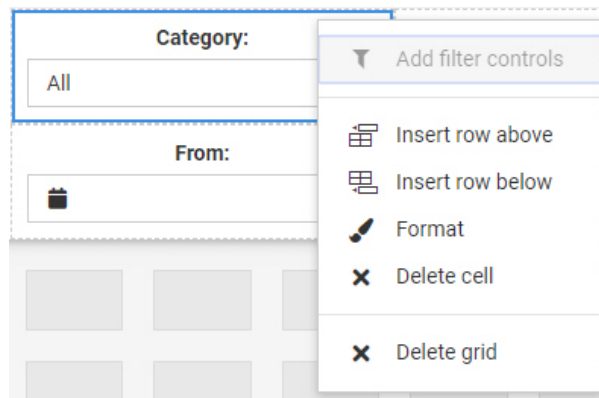 Category:
All
From:
Add filter controls
Insert row above
Insert row below
Format
Delete cell
Delete grid